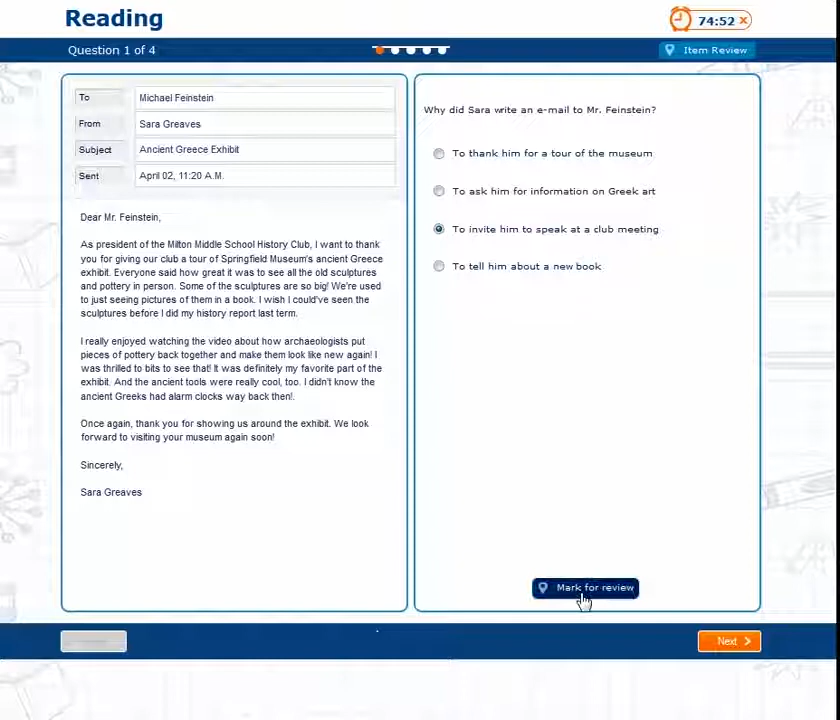 Reading
74:52 x
Question 1 of 4
Item Review
To
Michael Feinstein
From
Sara Greaves
Subject
Ancient Greece Exhibit
Sent
April 02, 11:20 A.M.
Dear Mr. Feinstein,
As president of the Milton Middle School History Club, I want to thank
you for giving our club a tour of Springfield Museum's ancient Greece
exhibit. Everyone said how great it was to see all the old sculptures
and pottery in person. Some of the sculptures are so big! We're used
to just seeing pictures of them in a book. I wish I could've seen the
sculptures before I did my history report last term.
I really enjoyed watching the video about how archaeologists put
pieces of pottery back together and make them look like new again! I
was thrilled to bits to see that! It was definitely my favorite part of the
exhibit. And the ancient tools were really cool, too. I didn't know the
ancient Greeks had alarm clocks way back then!.
Once again, thank you for showing us around the exhibit. We look
forward to visiting your museum again soon!
Sincerely,
Sara Greaves
Why did Sara write an e-mail to Mr. Feinstein?
To thank him for a tour of the museum
To ask him for information on Greek art
To invite him to speak at a club meeting
To tell him about a new book
Mark for review
Next